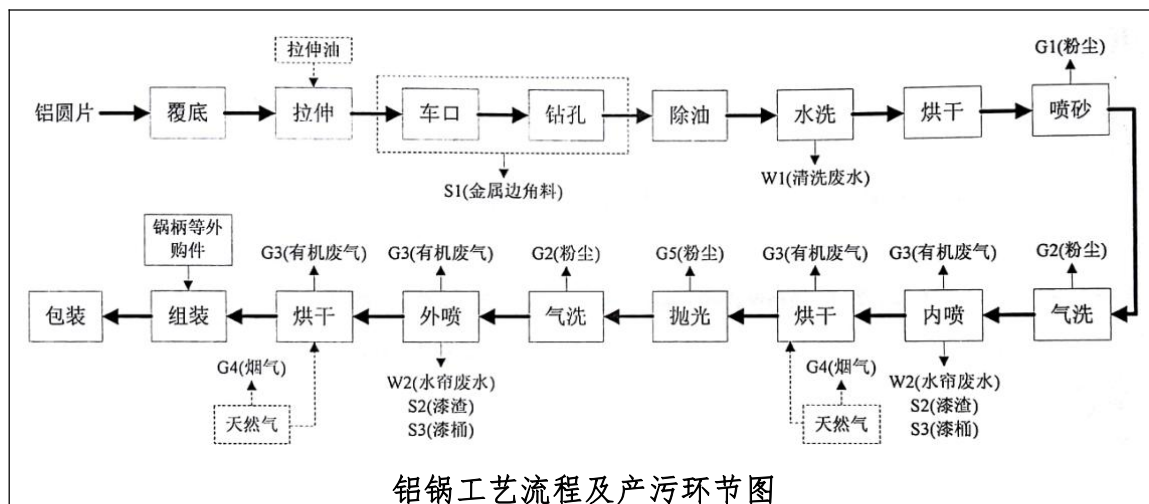 拉伸油
G1(粉尘)
铝圆片
覆底
拉伸
车口
钻孔
除油
水洗
烘干
喷砂
S1(金属边角料)
W1(清洗废水)
锅柄等外
购件
G3(有机废气)
G3(有机废气)
G2(粉尘)
G5(粉尘)
G3(有机废气)
G3(有机废气)
G2(粉尘)
包装
组装
烘干
外喷
气洗
抛光
烘干
内喷
气洗
G4(烟气)
天然气
W2(水帘废水)
S2(漆渣)
S3(漆桶)
G4(烟气)
天然气
W2(水帘废水)
S2(漆渣)
S3(漆桶)
铝锅工艺流程及产污环节图